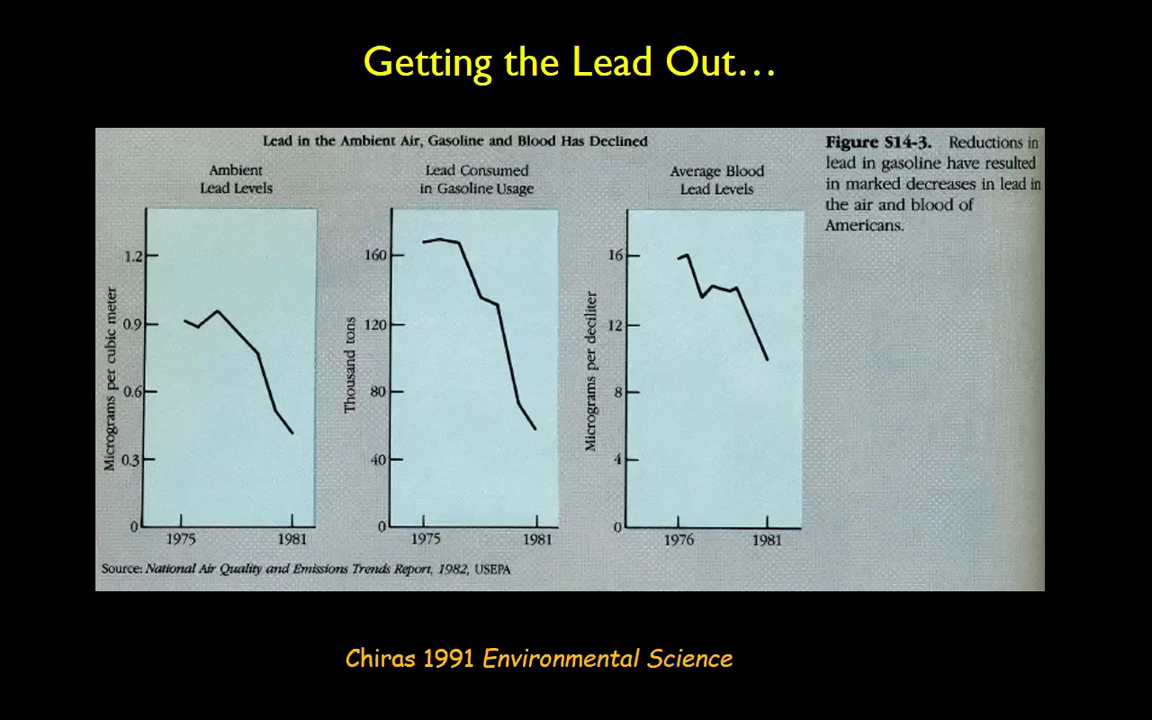 Getting the Lead Out…
Lead in the Ambient Air, Gasoline and Blood Has Declined
Ambient
Lead Levels
Micrograms per cubic meter
1.2
0.9
0.6
0.3
0
1975 1981
Lead Consumed
in Gasoline Usage
Thousand tons
160
120
80
40
0
1975 1981
Average Blood
Lead Levels
Micrograms per deciliter
16
12
8
4
0
1976 1981
Figure S14-3. Reductions in
lead in gasoline have resulted
in marked decreases in lead in
the air and blood of
Americans.
Source: National Air Quality and Emissions Trends Report, 1982, USEPA
Chiras 1991 Environmental Science